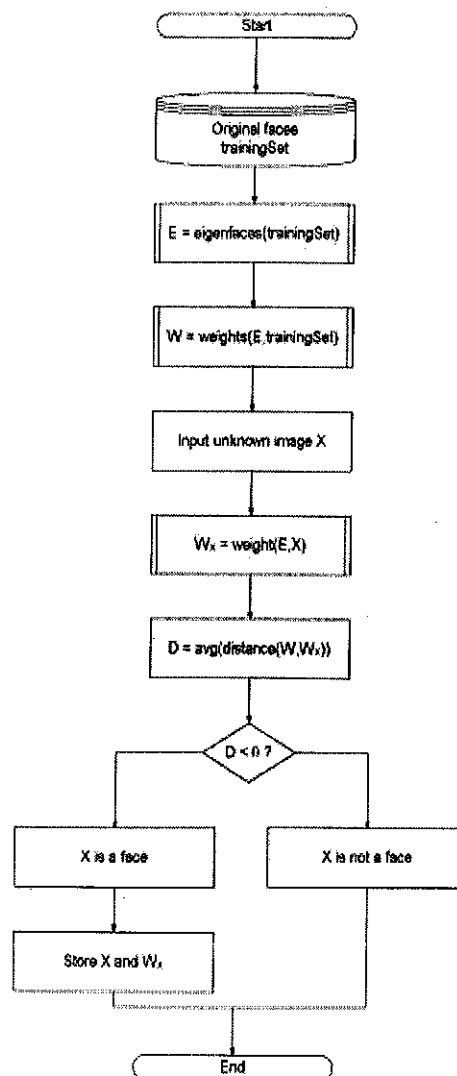 Start
Original faces
trainingSet
E = eigenfaces(trainingSet)
W = weights(E,trainingSet)
Input unknown image X
Wx = weight(E,X)
D = avg(distance(W,Wx))
D < 0 ?
X is a face
X is not a face
Store X and Wx
End